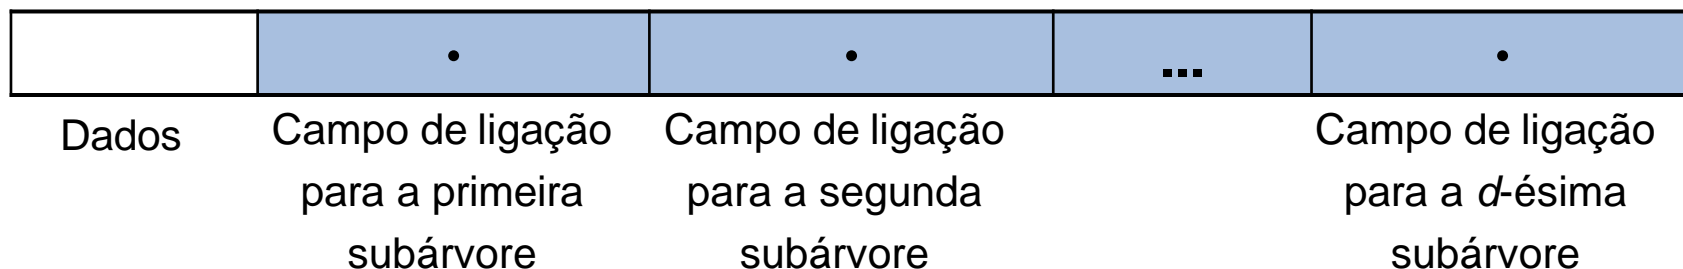 ...
Dados
Campo de ligação
para a primeira
subárvore
Campo de ligação
para a segunda
subárvore
Campo de ligação
para a d-ésima
subárvore